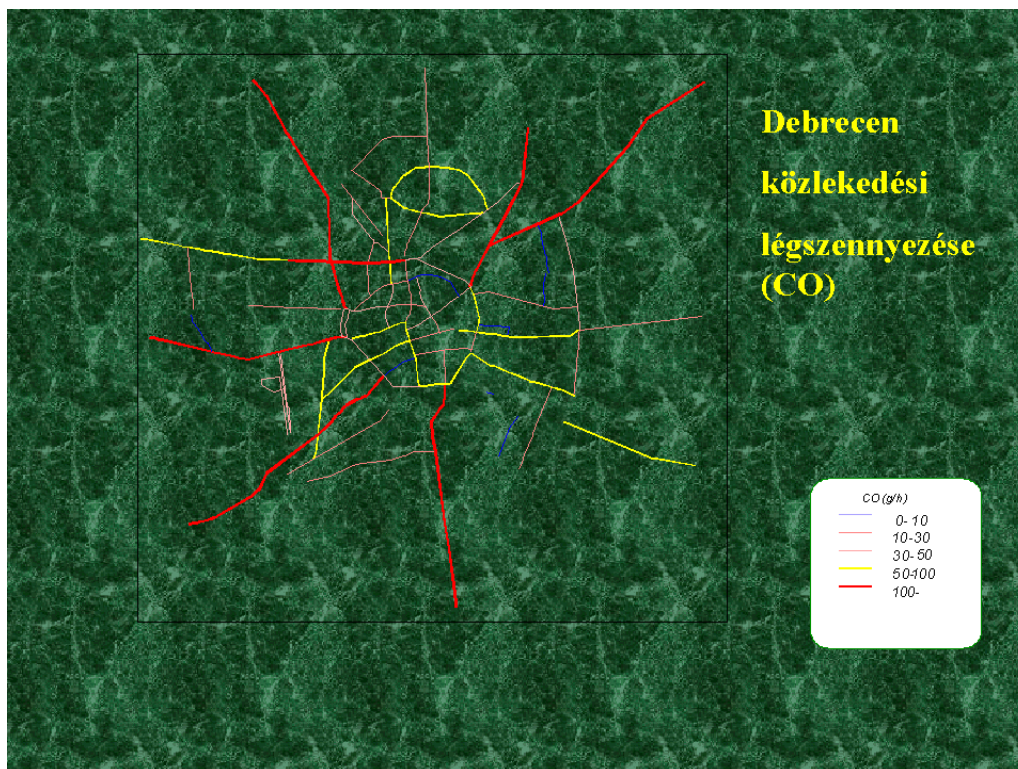 Debrecen
közlekedési
légszennyezése
(CO)
CO (g/h)
0-10
10-30
30-50
50-100
100-